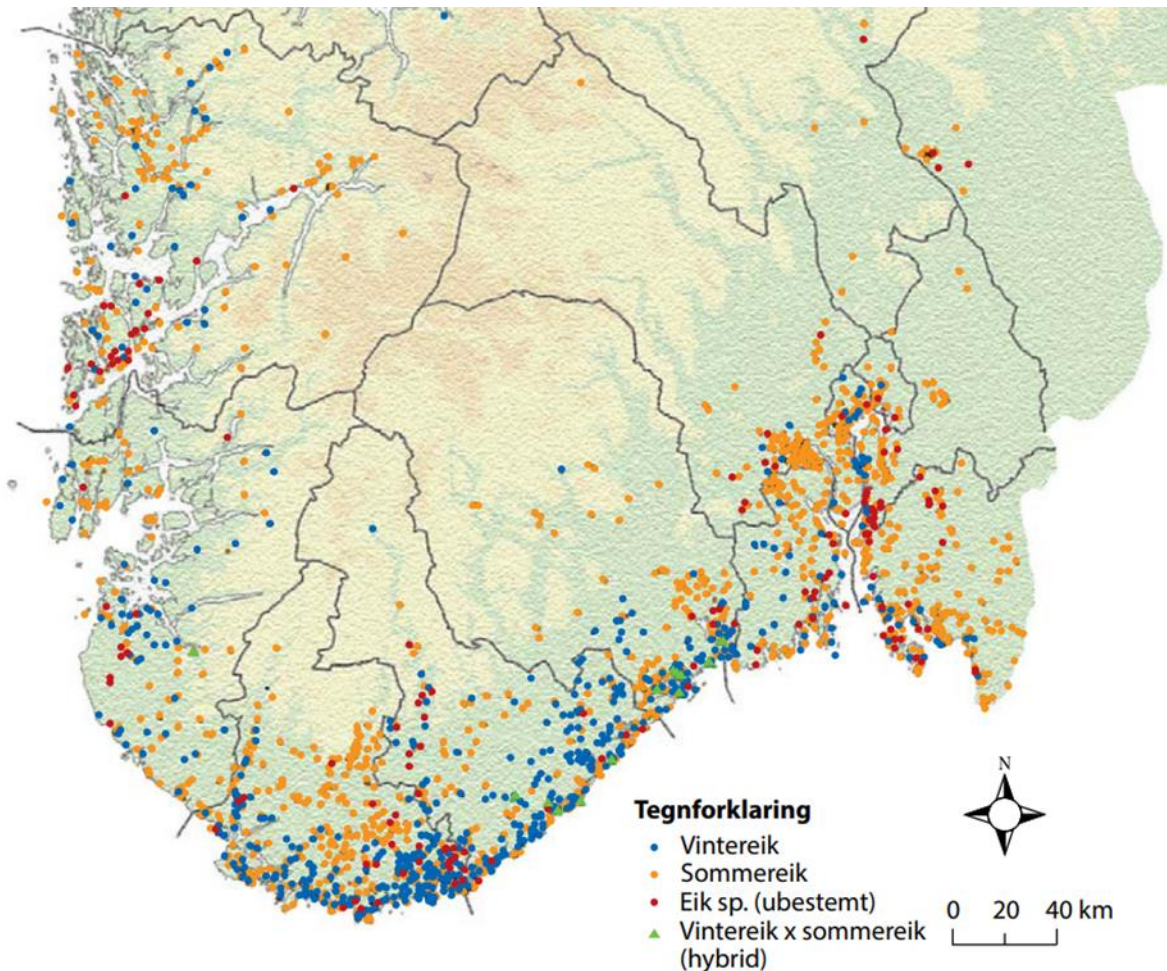 N
Tegnforklaring
Vintereik
Sommereik
Eik sp. (ubestemt)
Vintereik x sommereik
(hybrid)
0 20 40 km